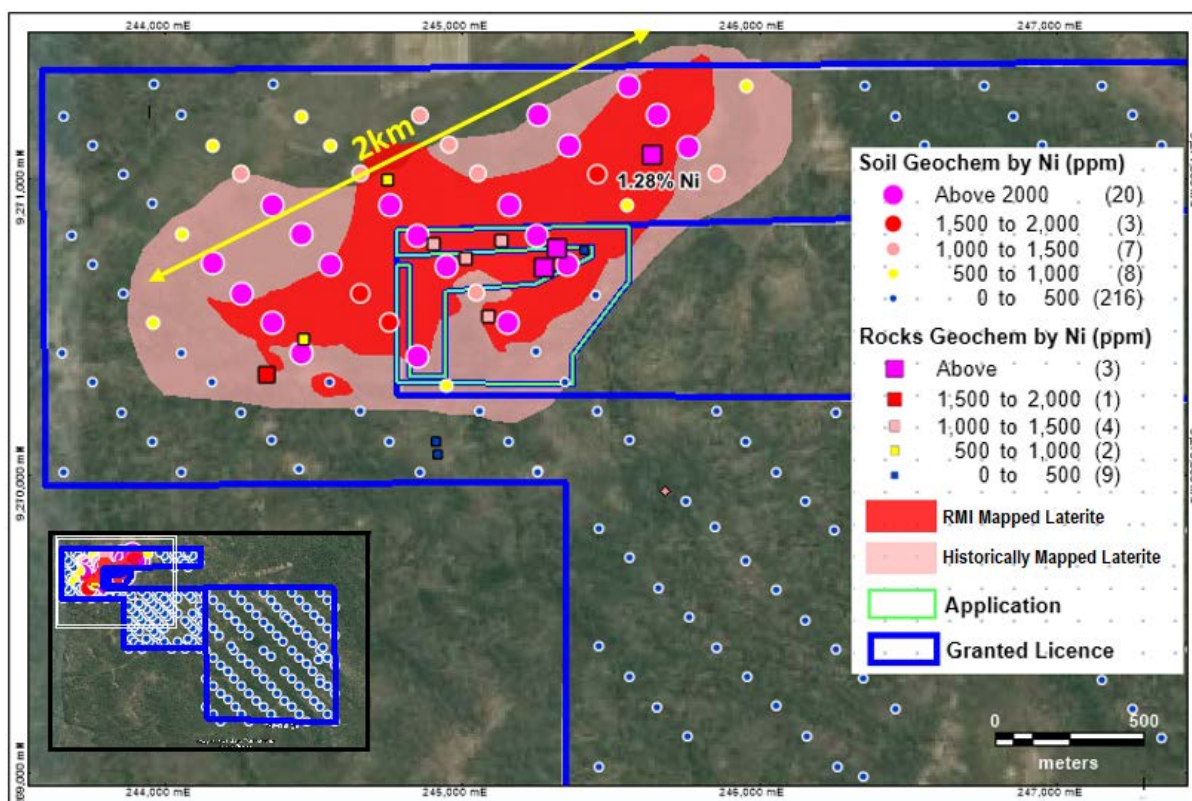 244,000 mE 245,000 mE 246,000 mE 247,000 mE
2km
1.28% Ni
9,271,000 mN
9,270,000 mN
Soil Geochem by Ni (ppm)
Above 2000 (20)
1,500 to 2,000 (3)
1,000 to 1,500 (7)
500 to 1,000 (8)
0 to 500 (216)
Rocks Geochem by Ni (ppm)
Above (3)
1,500 to 2,000 (1)
1,000 to 1,500 (4)
500 to 1,000 (2)
0 to 500 (9)
RMI Mapped Laterite
Historically Mapped Laterite
Application
Granted Licence
0 500
meters
244,000 mE 245,000 mE 246,000 mE 247,000 mE